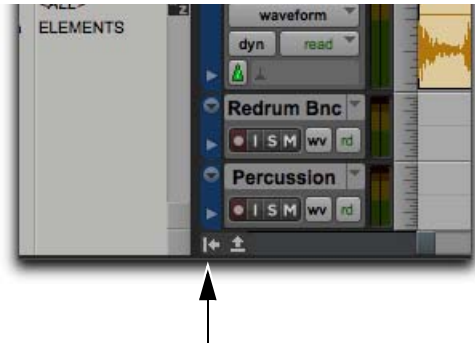 <ALL>
z
ELEMENTS
waveform
dyn read
Redrum Bnc
I S M wv rd
Percussion
I S M wv rd